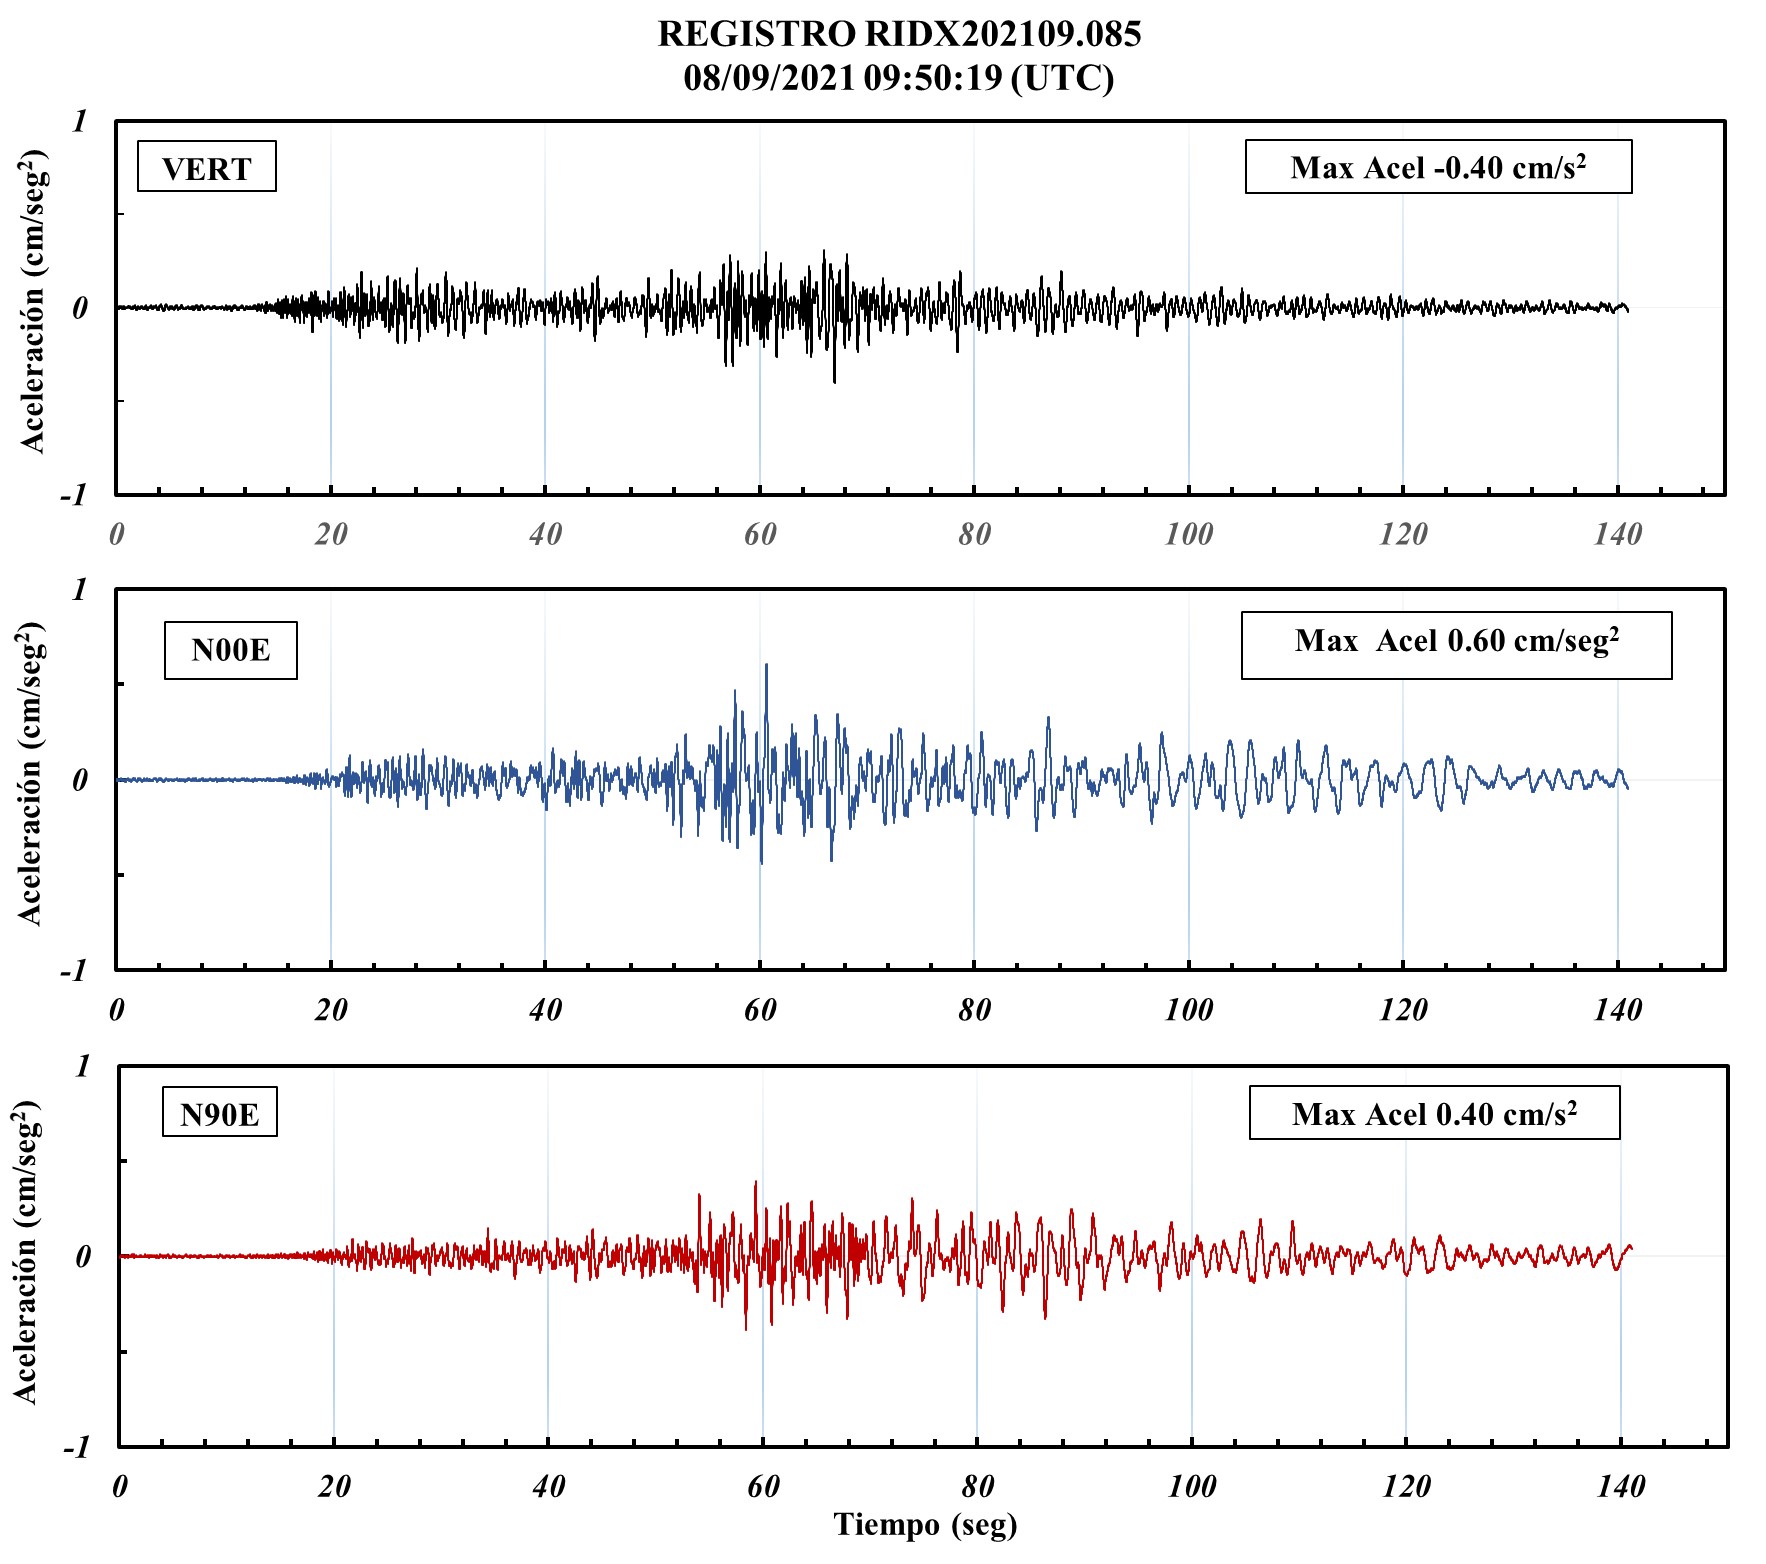 REGISTRO RIDX202109.085
08/09/2021 09:50:19 (UTC)
Aceleración (cm/seg²)
1
0
-1
VERT
Max Acel -0.40 cm/s²
0 20 40 60 80 100 120 140
Aceleración (cm/seg²)
1
0
-1
N00E
Max Acel 0.60 cm/seg²
0 20 40 60 80 100 120 140
Aceleración (cm/seg²)
1
0
-1
N90E
Max Acel 0.40 cm/s²
0 20 40 60 80 100 120 140
Tiempo (seg)